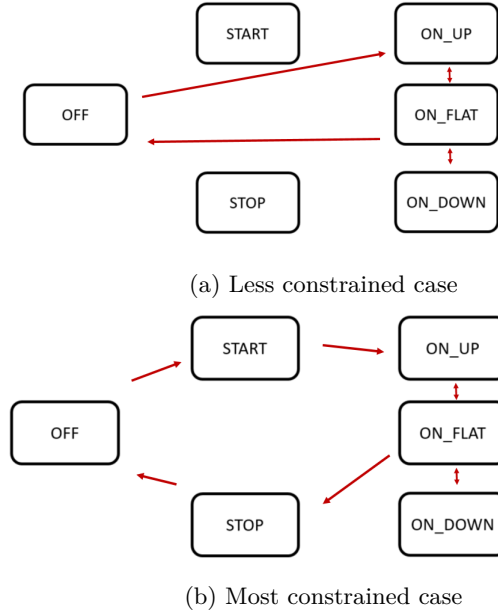 START
ON_UP
OFF
ON_FLAT
STOP
ON_DOWN
(a) Less constrained case
START
ON_UP
OFF
ON_FLAT
STOP
ON_DOWN
(b) Most constrained case